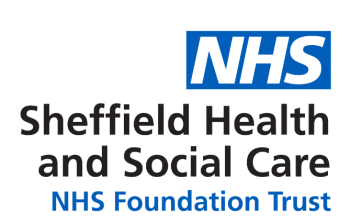 NHS
Sheffield Health
and Social Care
NHS Foundation Trust